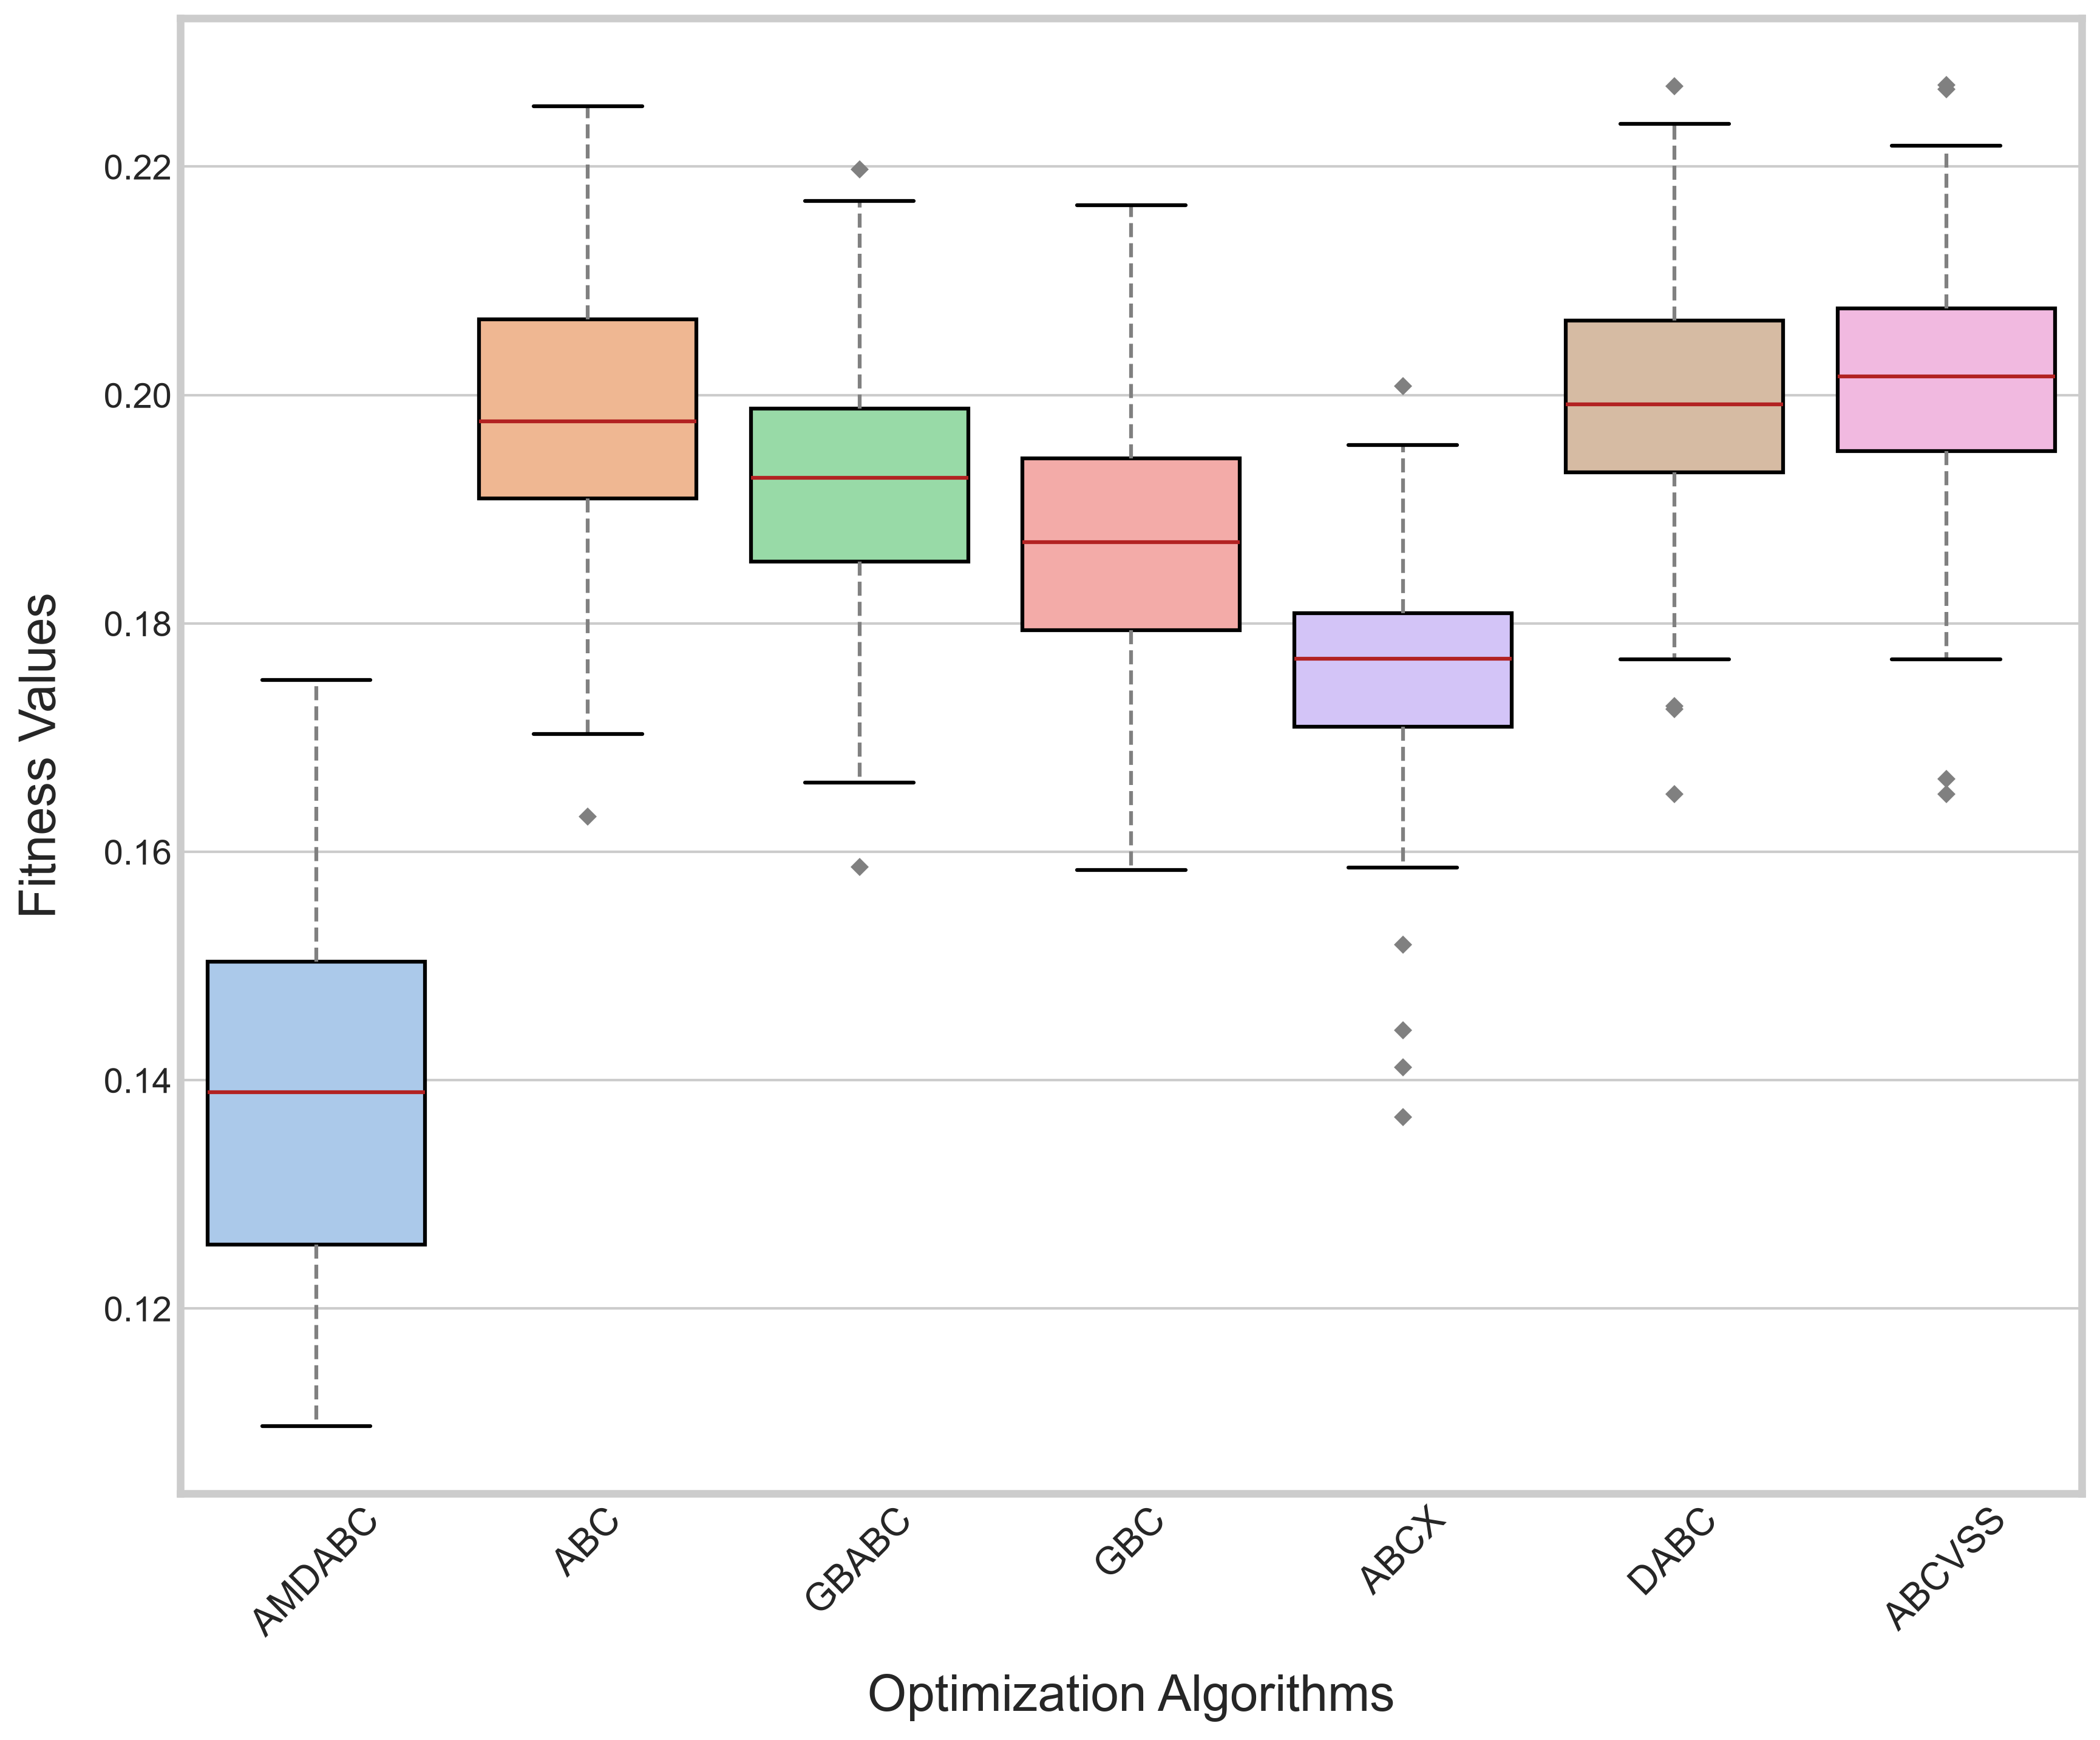 Fitness Values
0.22
0.20
0.18
0.16
0.14
0.12
AMDABC
ABC
GBABC
GBC
ABCX
DABC
ABCVSS
Optimization Algorithms